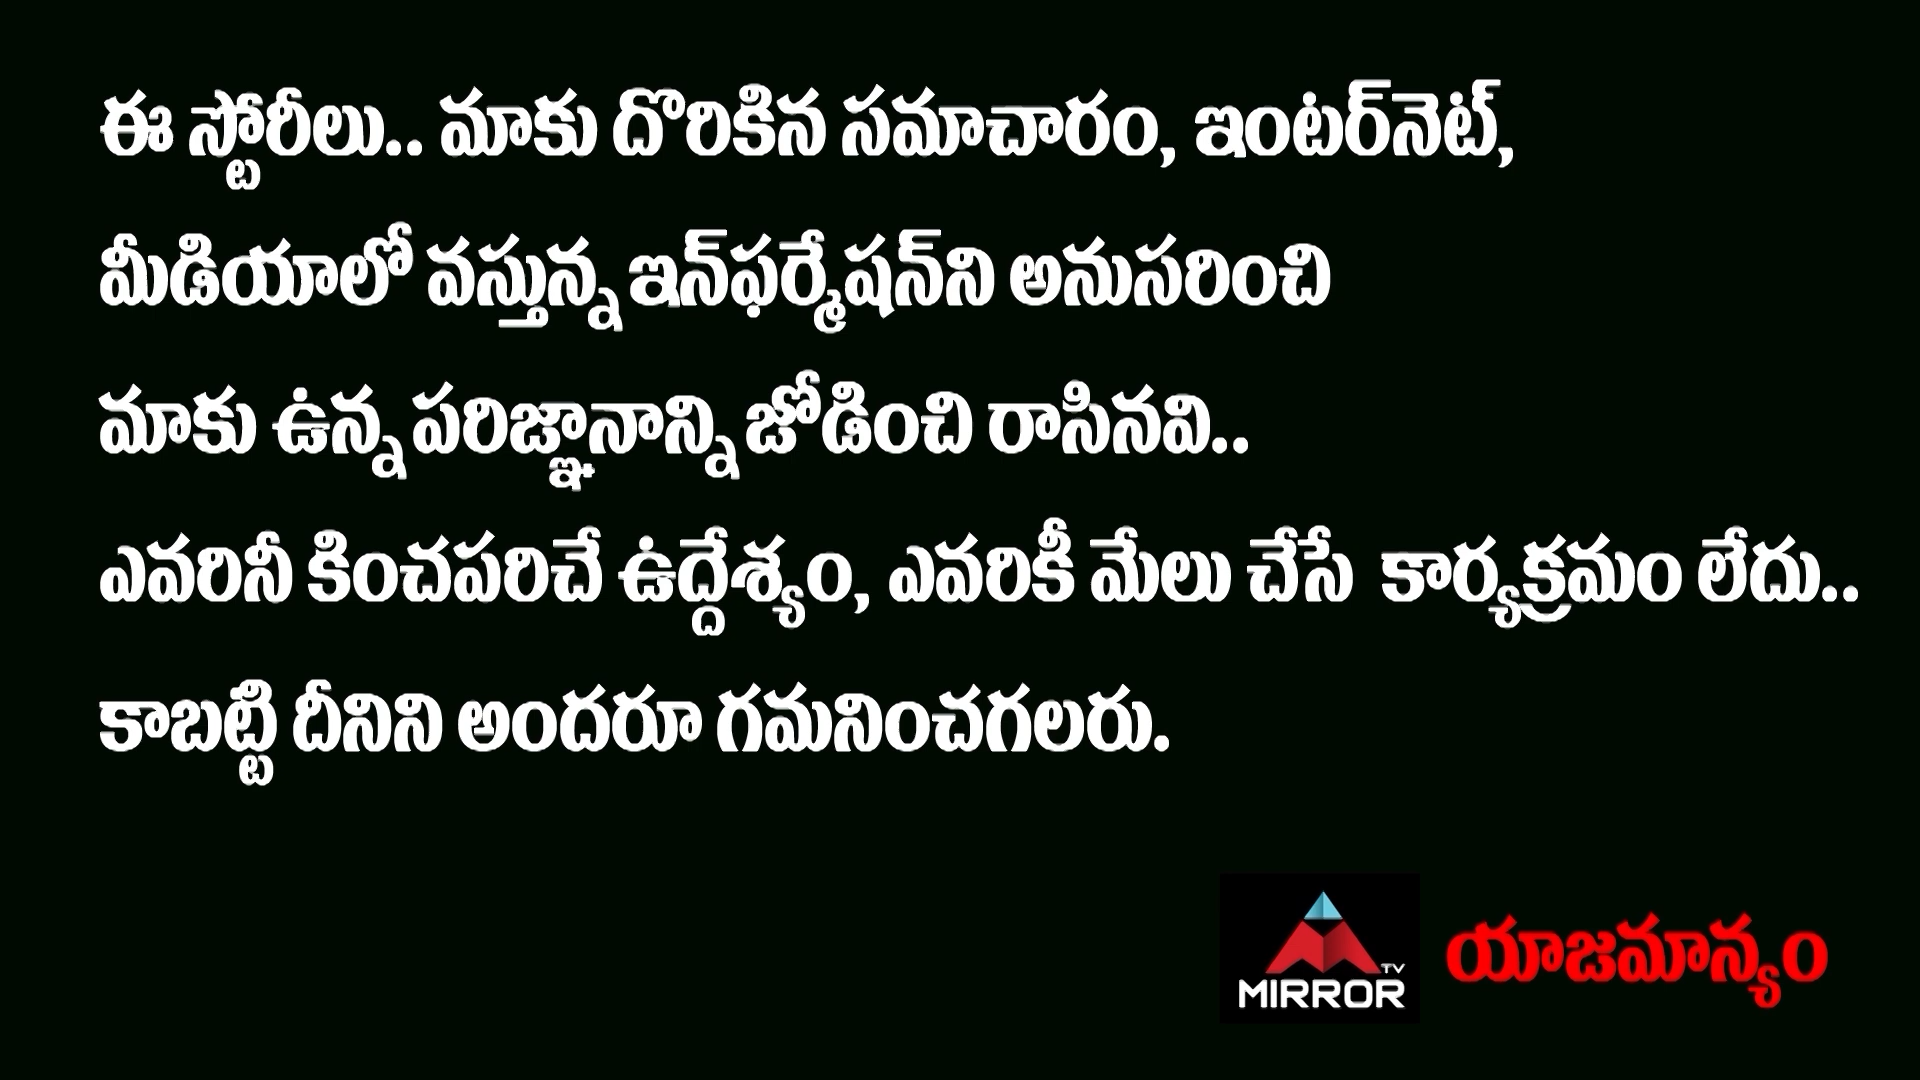 ఈ స్టోరీలు.. మాకు దొరికిన సమాచారం, ఇంటర్‌నెట్,
మీడియాలో వస్తున్న ఇన్‌ఫర్మేషన్‌ని అనుసరించి
మాకు ఉన్న పరిజ్ఞానాన్ని జోడించి రాసినవి..
ఎవరినీ కించపరిచే ఉద్దేశ్యం, ఎవరికీ మేలు చేసే కార్యక్రమం లేదు..
కాబట్టి దీనిని అందరూ గమనించగలరు.
TV
MIRROR
యాజమాన్యం